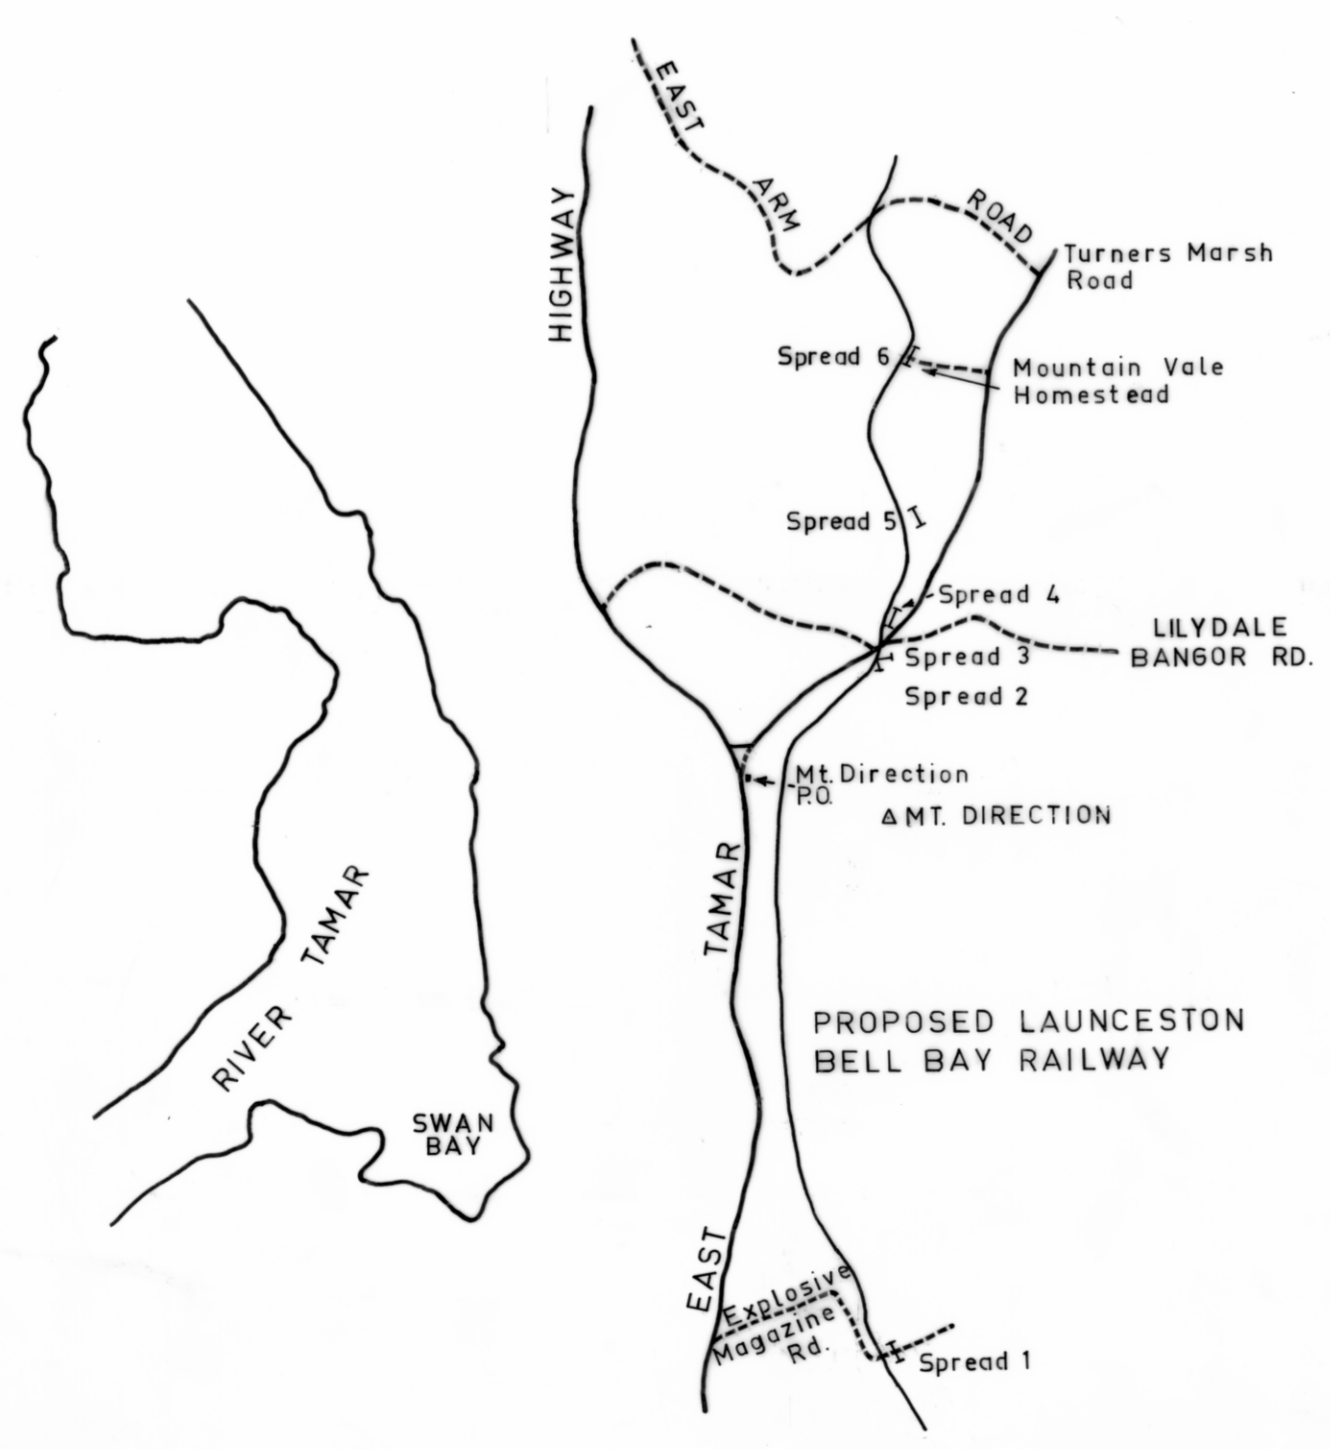 EAST
ARM
ROAD
HIGHWAY
Turners Marsh
Road
Spread 6
Mountain Vale
Homestead
Spread 5
Spread 4
LILYDALE
BANGOR RD.
Spread 3
Spread 2
Mt. Direction
P.O.
MT. DIRECTION
TAMAR
RIVER TAMAR
PROPOSED LAUNCESTON
BELL BAY RAILWAY
SWAN
BAY
EAST
Explosive
Magazine
Rd.
Spread 1